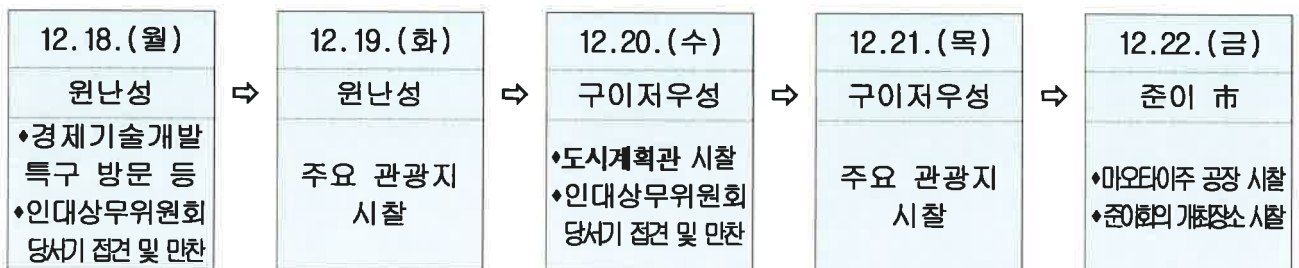 12.18.(월)
윈난성
◆경제기술개발
특구 방문 등
◆인대상무위원회
당서기 접견 및 만찬
⇨
12.19.(화)
윈난성
주요 관광지
시찰
⇨
12.20.(수)
구이저우성
◆도시계획관 시찰
◆인대상무위원회
당서기 접견 및 만찬
⇨
12.21.(목)
구이저우성
주요 관광지
시찰
⇨
12.22.(금)
준이 市
◆마오타이주 공장 시찰
◆준이회의 개최장소 시찰